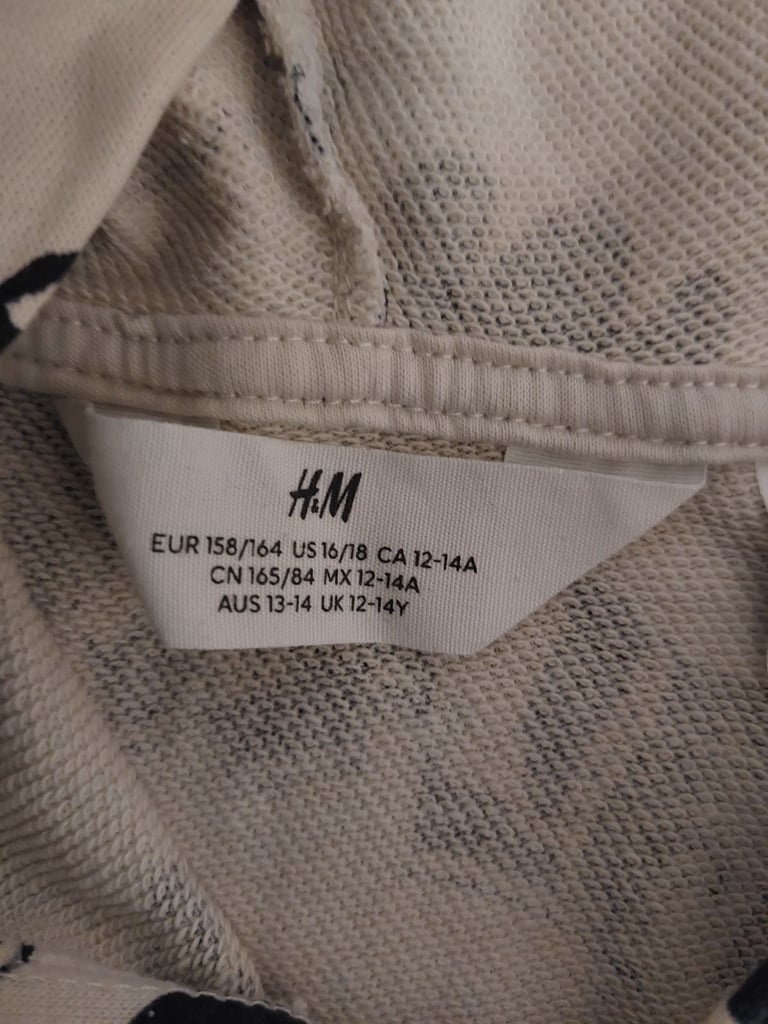 H&M
EUR 158/164 US 16/18 CA 12-14A
CN 165/84 MX 12-14A
AUS 13-14 UK 12-14Y